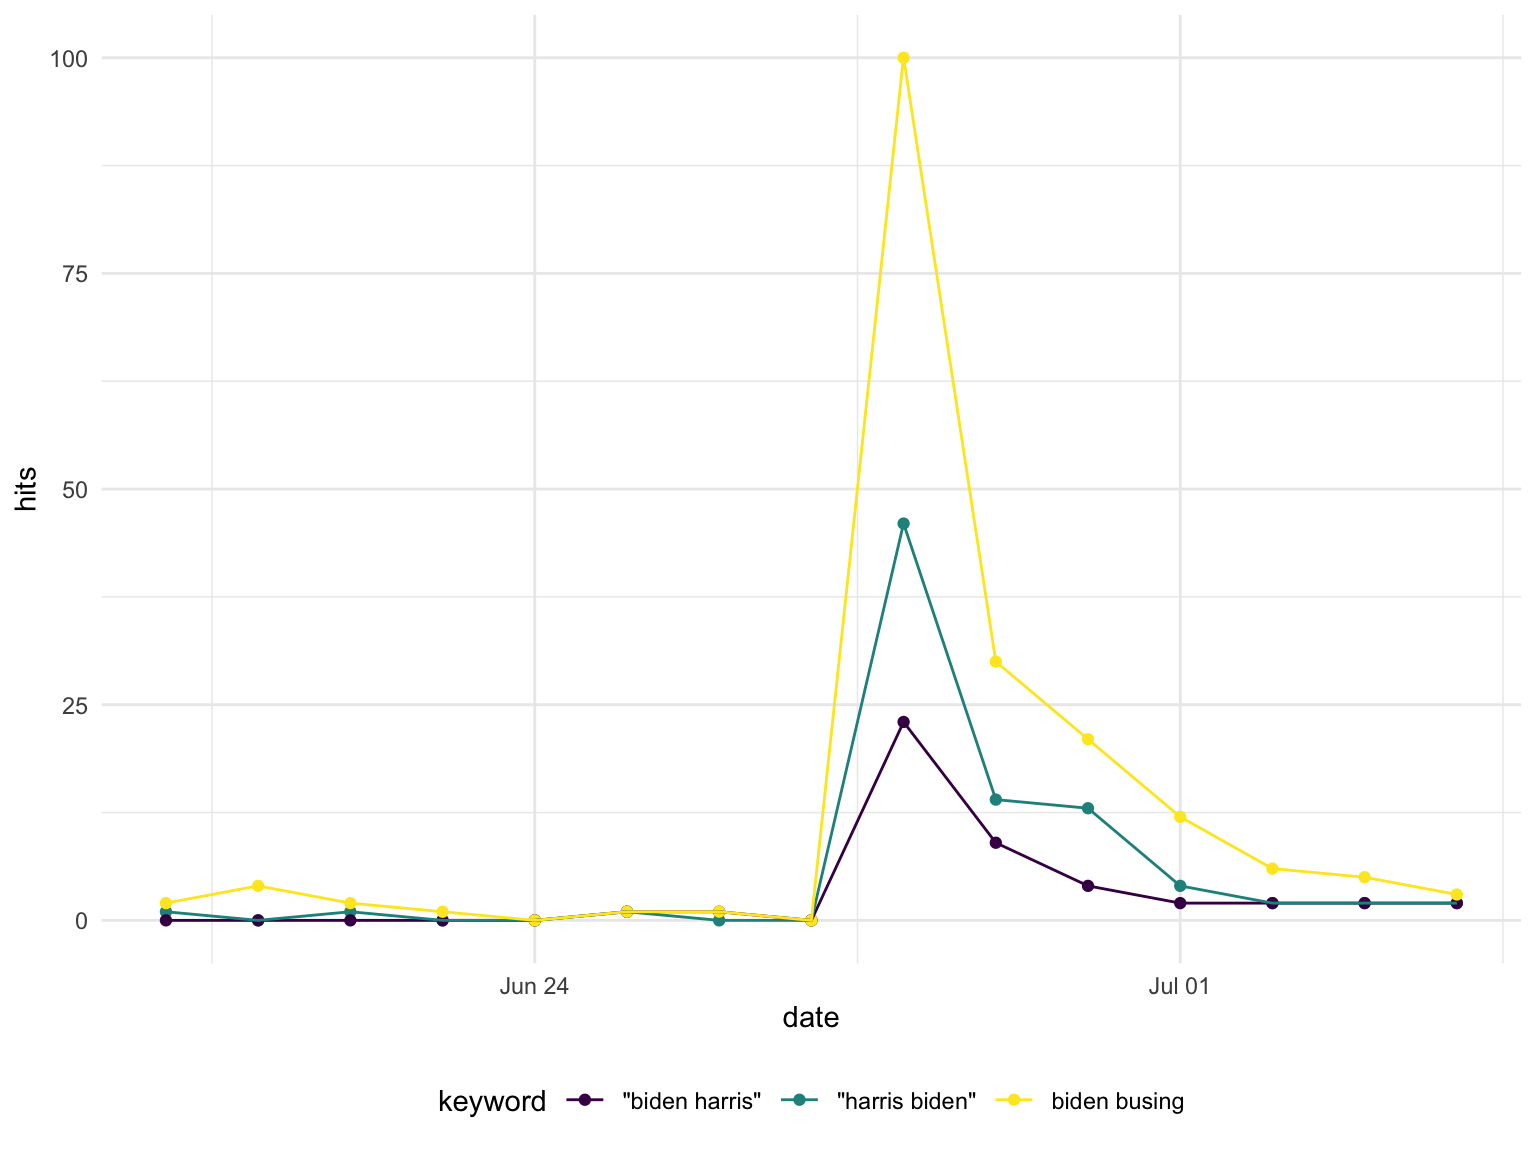 100
75
50
25
0
hits
Jun 24 Jul 01
date
keyword "biden harris" "harris biden" biden busing